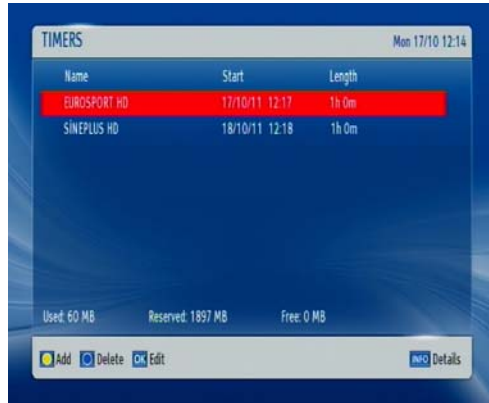 TIMERS Mon 17/10 12:14
Name Start Length
EUROSPORT HD 17/10/11 12:17 1h 0m
SİNEPLUS HD 18/10/11 12:18 1h 0m
Used: 60 MB Reserved: 1897 MB Free: 0 MB
Add Delete OK Edit INFO Details